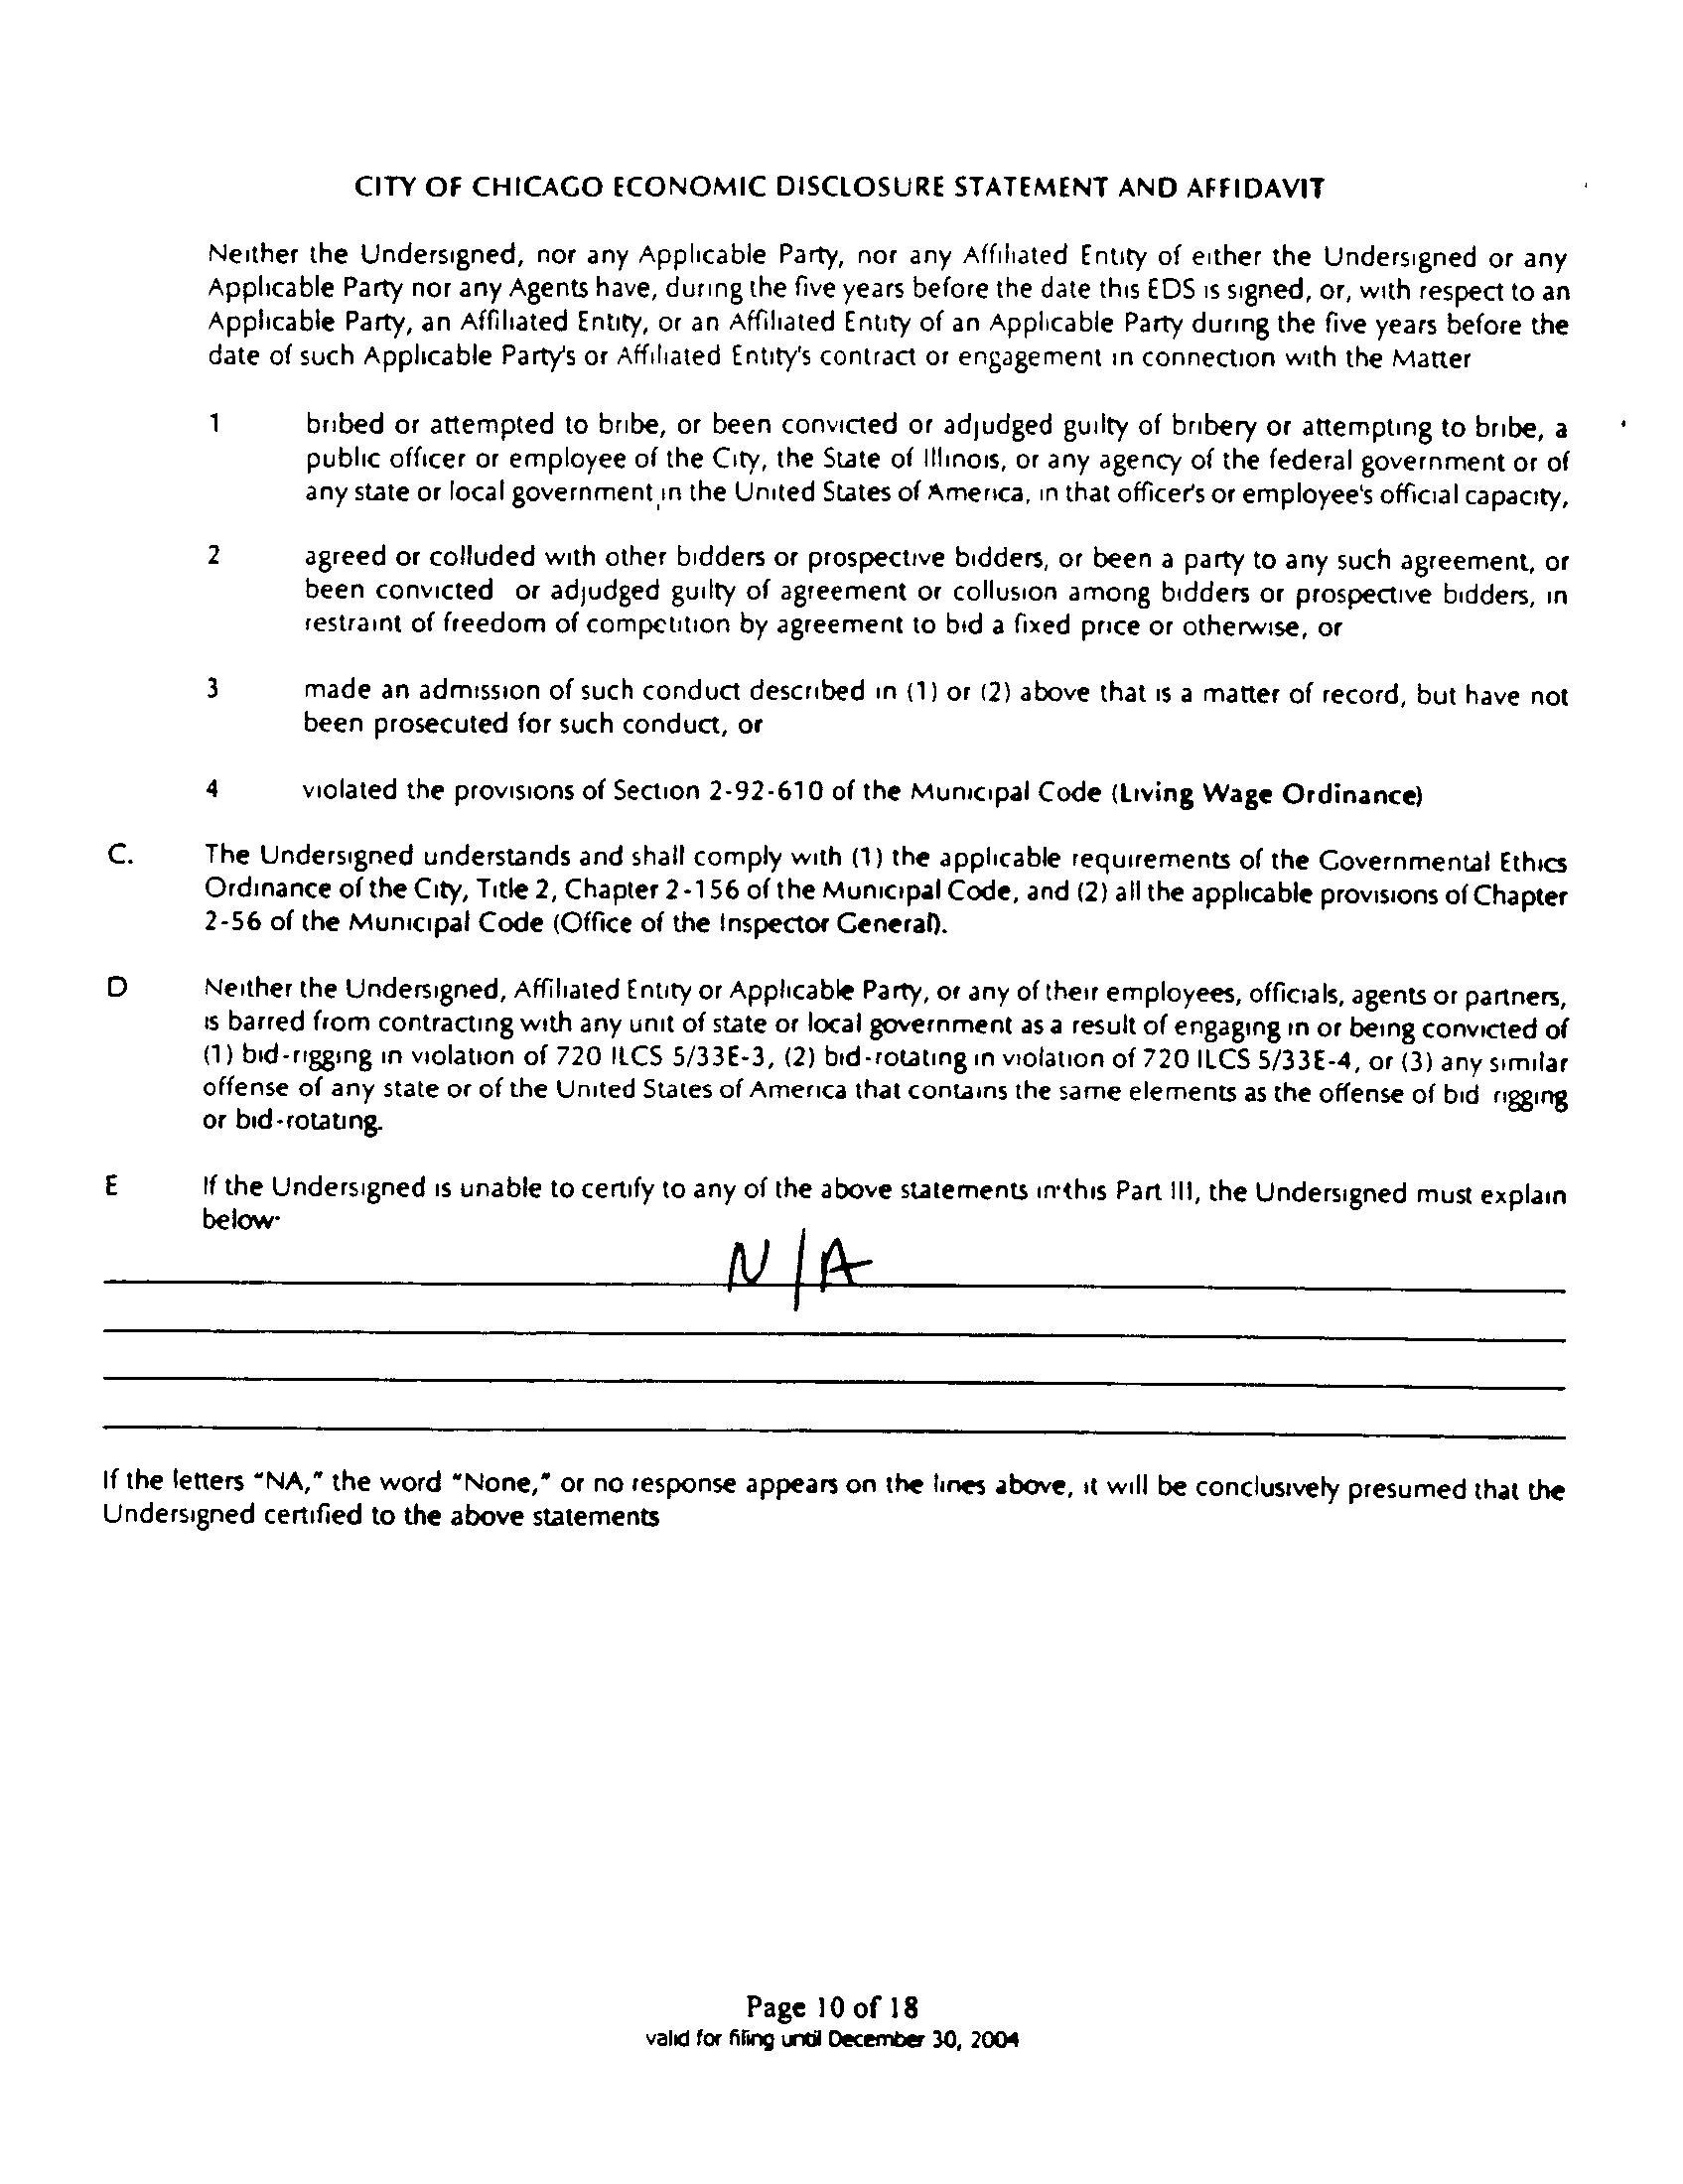 CITY OF CHICAGO ECONOMIC DISCLOSURE STATEMENT AND AFFIDAVIT
Neither the Undersigned, nor any Applicable Party, nor any Affiliated Entity of either the Undersigned or any
Applicable Party nor any Agents have, during the five years before the date this EDS is signed, or, with respect to an
Applicable Party, an Affiliated Entity, or an Affiliated Entity of an Applicable Party during the five years before the
date of such Applicable Party's or Affiliated Entity's contract or engagement in connection with the Matter
1 bribed or attempted to bribe, or been convicted or adjudged guilty of bribery or attempting to bribe, a
public officer or employee of the City, the State of Illinois, or any agency of the federal government or of
any state or local government in the United States of America, in that officer's or employee's official capacity,
2 agreed or colluded with other bidders or prospective bidders, or been a party to any such agreement, or
been convicted or adjudged guilty of agreement or collusion among bidders or prospective bidders, in
restraint of freedom of competition by agreement to bid a fixed price or otherwise, or
3 made an admission of such conduct described in (1) or (2) above that is a matter of record, but have not
been prosecuted for such conduct, or
4 violated the provisions of Section 2-92-610 of the Municipal Code (Living Wage Ordinance)
C. The Undersigned understands and shall comply with (1) the applicable requirements of the Governmental Ethics
Ordinance of the City, Title 2, Chapter 2-156 of the Municipal Code, and (2) all the applicable provisions of Chapter
2-56 of the Municipal Code (Office of the Inspector General).
D Neither the Undersigned, Affiliated Entity or Applicable Party, or any of their employees, officials, agents or partners,
is barred from contracting with any unit of state or local government as a result of engaging in or being convicted of
(1) bid-rigging in violation of 720 ILCS 5/33E-3, (2) bid-rotating in violation of 720 ILCS 5/33E-4, or (3) any similar
offense of any state or of the United States of America that contains the same elements as the offense of bid rigging
or bid-rotating.
E If the Undersigned is unable to certify to any of the above statements in this Part III, the Undersigned must explain
below
N/A
If the letters "NA," the word "None," or no response appears on the lines above, it will be conclusively presumed that the
Undersigned certified to the above statements
Page 10 of 18
valid for filing until December 30, 2004